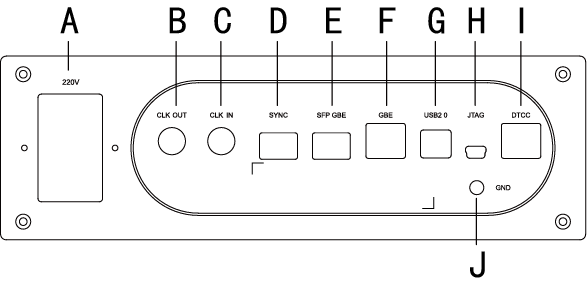 A B C D E F G H I
220V
CLK OUT CLK IN SYNC SFP GBE GBE USB2 0 JTAG DTCC
GND
J